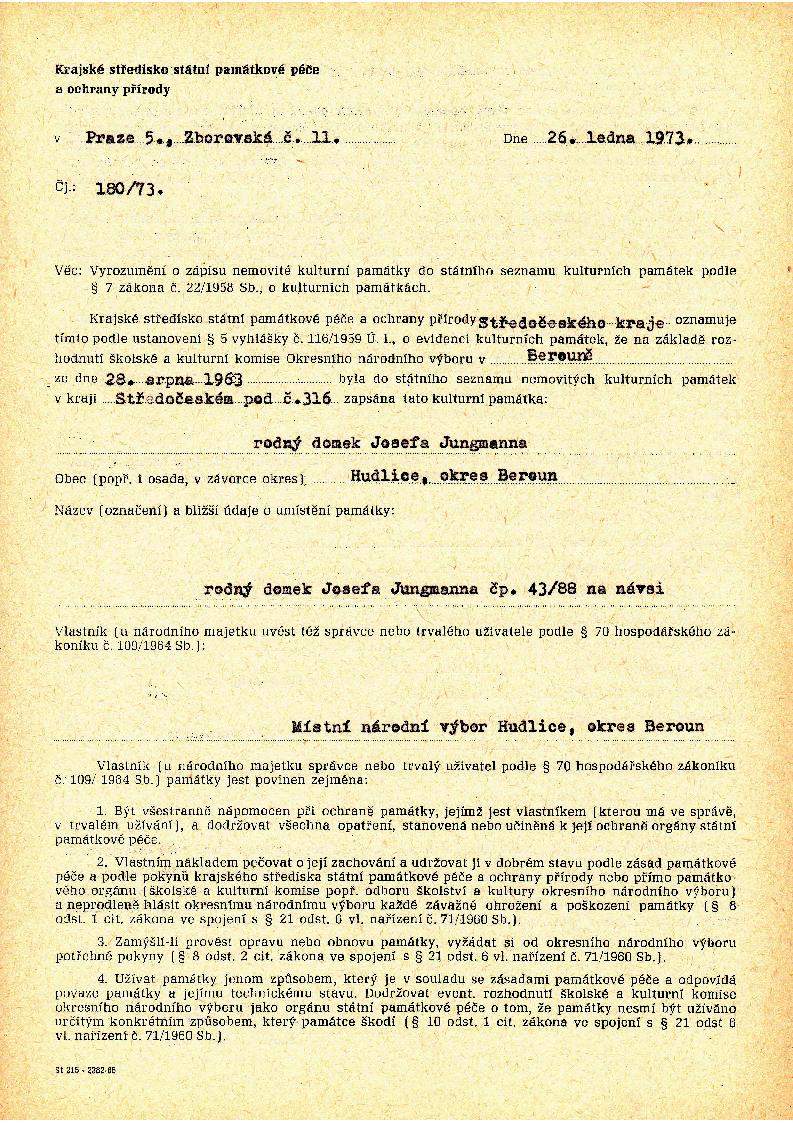 Krajské středisko státní památkové péče
a ochrany přírody
v Praze 5., Zborovská č. 11. Dne 26. ledna 1973.
Čj.: 180/73.
Věc: Vyrozumění o zápisu nemovité kulturní památky do státního seznamu kulturních památek podle
§ 7 zákona č. 22/1958 Sb., o kulturních památkách.
Krajské středisko státní památkové péče a ochrany přírody Středočeského kraje oznamuje
tímto podle ustanovení § 5 vyhlášky č. 116/1959 Ú. l., o evidenci kulturních památek, že na základě roz-
hodnutí školské a kulturní komise Okresního národního výboru v Berouně
ze dne 28. srpna 1963 byla do státního seznamu nemovitých kulturních památek
v kraji Středočeském pod č.316 zapsána tato kulturní památka:
rodný domek Josefa Jungmanna
Obec (popř. i osada, v závorce okres) Hudlice, okres Beroun
Název (označení) a bližší údaje o umístění památky:
rodný domek Josefa Jungmanna čp. 43/88 na návsi
Vlastník (u národního majetku uvést též správce nebo trvalého uživatele podle § 70 hospodářského zá-
koníku č. 109/1964 Sb.):
Místní národní výbor Hudlice, okres Beroun
Vlastník (u národního majetku správce nebo trvalý uživatel podle § 70 hospodářského zákoníku
č. 109/ 1964 Sb.) památky jest povinen zejména:
1. Být všestranně nápomocen při ochraně památky, jejímž jest vlastníkem (kterou má ve správě,
v trvalém užívání), a dodržovat všechna opatření, stanovená nebo učiněná k její ochraně orgány státní
památkové péče.
2. Vlastním nákladem pečovat o její zachování a udržovat ji v dobrém stavu podle zásad památkové
péče a podle pokynů krajského střediska státní památkové péče a ochrany přírody nebo přímo památko-
vého orgánu (školské a kulturní komise popř. odboru školství a kultury okresního národního výboru)
a neprodleně hlásit okresnímu národnímu výboru každé závažné ohrožení a poškození památky (§ 8
odst. 1 cit. zákona ve spojení s § 21 odst. 6 vl. nařízení č. 71/1960 Sb.).
3. Zamýšlí-li provést opravu nebo obnovu památky, vyžádat si od okresního národního výboru
potřebné pokyny (§ 8 odst. 2 cit. zákona ve spojení s § 21 odst. 6 vl. nařízení č. 71/1960 Sb.).
4. Užívat památky jenom způsobem, který je v souladu se zásadami památkové péče a odpovídá
povaze památky a jejímu technickému stavu. Dodržovat event. rozhodnutí školské a kulturní komise
okresního národního výboru jako orgánu státní památkové péče o tom, že památky nesmí být užíváno
určitým konkrétním způsobem, který památce škodí (§ 10 odst. 1 cit. zákona ve spojení s § 21 odst 6
vl. nařízení č. 71/1960 Sb.).
St 215 - 2382-66